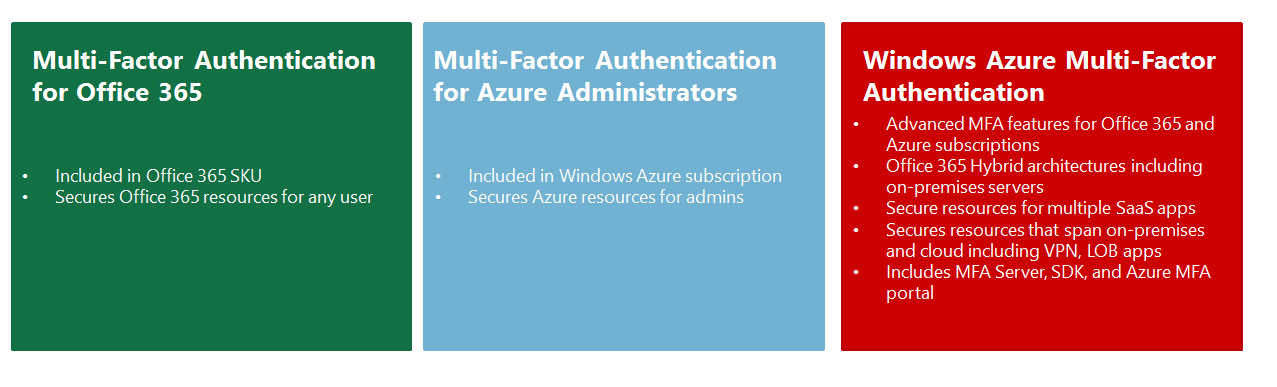 Multi-Factor Authentication
for Office 365
• Included in Office 365 SKU
• Secures Office 365 resources for any user
Multi-Factor Authentication
for Azure Administrators
• Included in Windows Azure subscription
• Secures Azure resources for admins
Windows Azure Multi-Factor
Authentication
• Advanced MFA features for Office 365 and
Azure subscriptions
• Office 365 Hybrid architectures including
on-premises servers
• Secure resources for multiple SaaS apps
• Secures resources that span on-premises
and cloud including VPN, LOB apps
• Includes MFA Server, SDK, and Azure MFA
portal